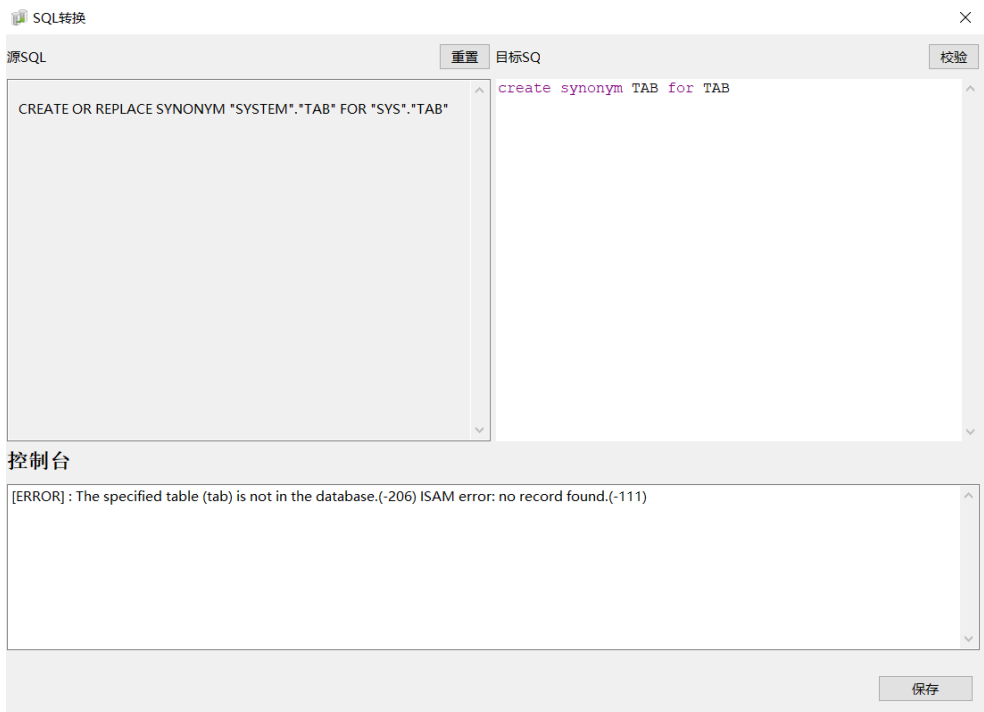 SQL转换
源SQL
重置
目标SQ
校验
CREATE OR REPLACE SYNONYM "SYSTEM"."TAB" FOR "SYS"."TAB"
create synonym TAB for TAB
控制台
[ERROR] : The specified table (tab) is not in the database.(-206) ISAM error: no record found.(-111)
保存